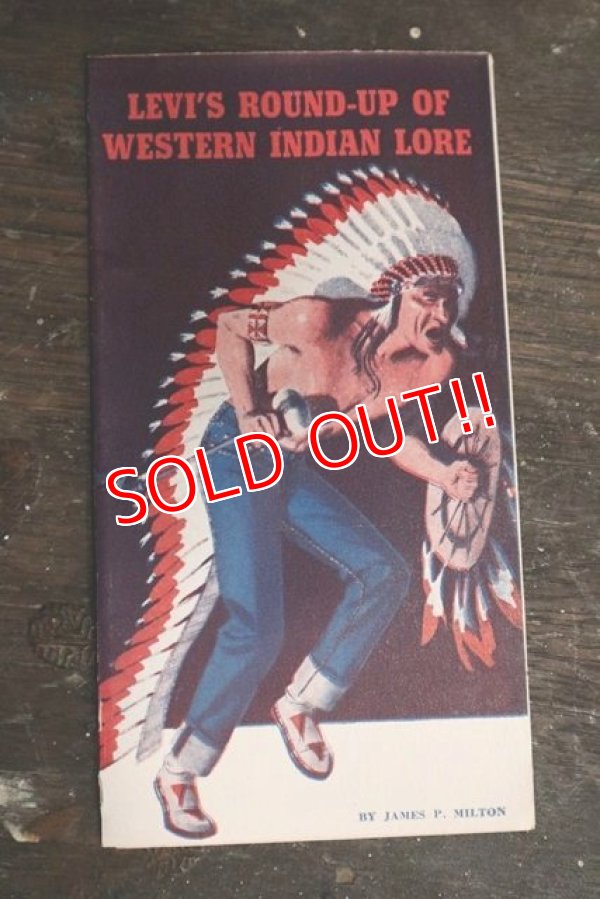 LEVI'S ROUND-UP OF
WESTERN INDIAN LORE
SOLD OUT!!
BY JAMES P. MILTON